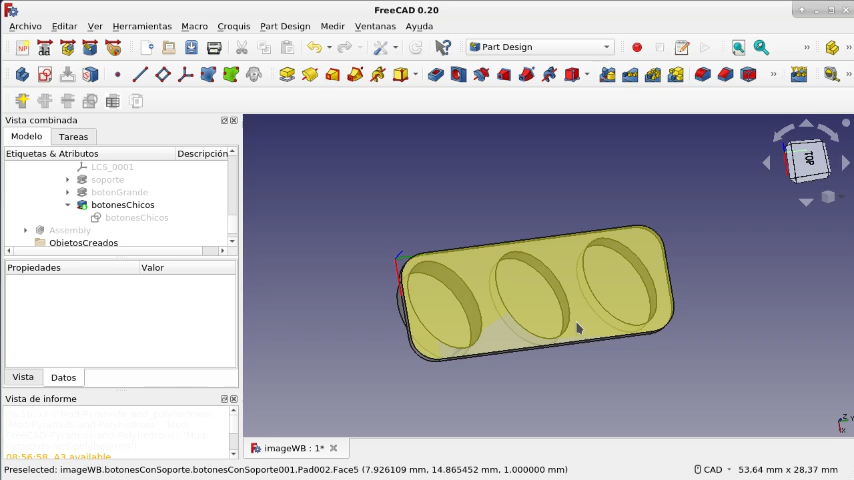 FreeCAD 0.20
Archivo Editar Ver Herramientas Macro Croquis Part Design Medir Ventanas Ayuda
Part Design
Vista combinada
Modelo Tareas
Etiquetas & Atributos Descripción
LCS_0001
soporte
botonGrande
botonesChicos
botonesChicos
Assembly
ObjetosCreados
Propiedades Valor
TOP
Vista Datos
Vista de informe
08:56:58 A3 available
imageWB : 1*
Preselected: imageWB.botonesConSoporte.botonesConSoporte001.Pad002.Face5 (7.926109 mm, 14.865452 mm, 1.000000 mm)
CAD 53.64 mm x 28.37 mm